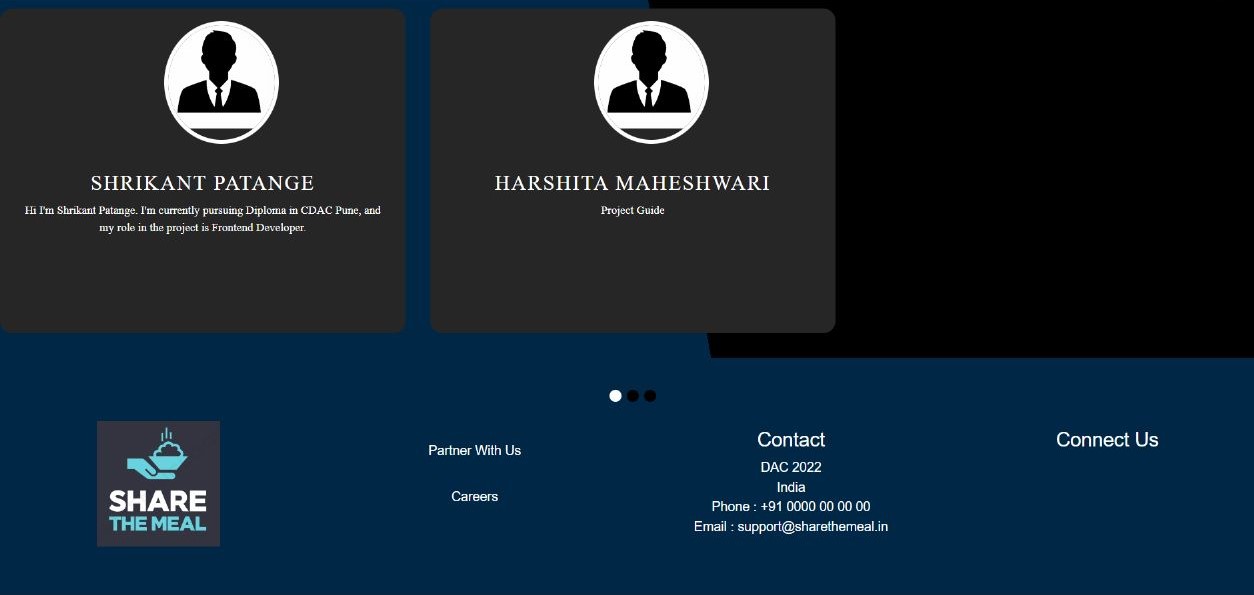 SHRIKANT PATANGE
Hi I'm Shrikant Patange. I'm currently pursuing Diploma in CDAC Pune, and
my role in the project is Frontend Developer.
HARSHITA MAHESHWARI
Project Guide
SHARE
THE MEAL
Partner With Us
Careers
Contact
DAC 2022
India
Phone : +91 0000 00 00 00
Email : support@sharethemeal.in
Connect Us